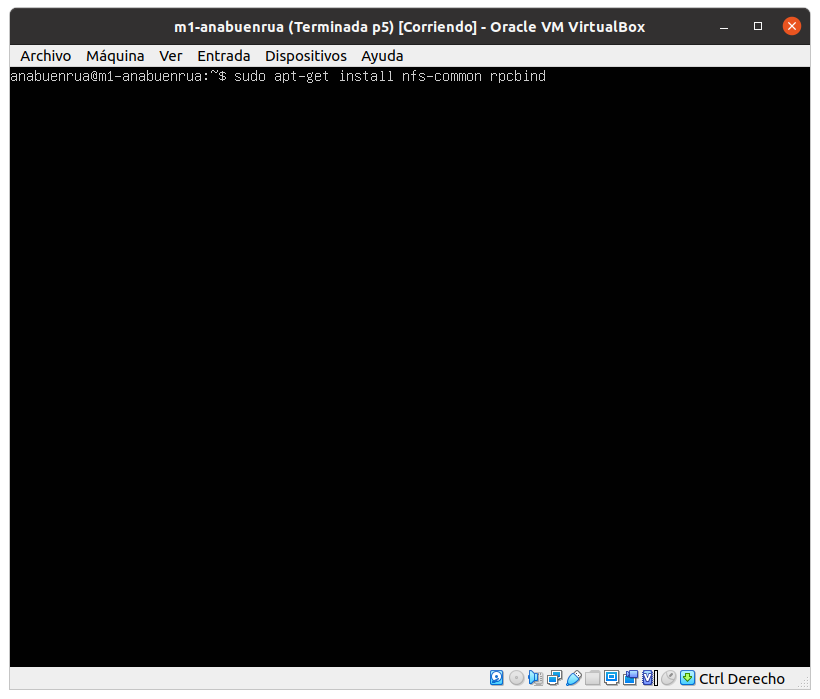 m1-anabuenrua (Terminada p5) [Corriendo] - Oracle VM VirtualBox
Archivo Máquina Ver Entrada Dispositivos Ayuda
anabuenrua@m1-anabuenrua:~$ sudo apt-get install nfs-common rpcbind
Ctrl Derecho